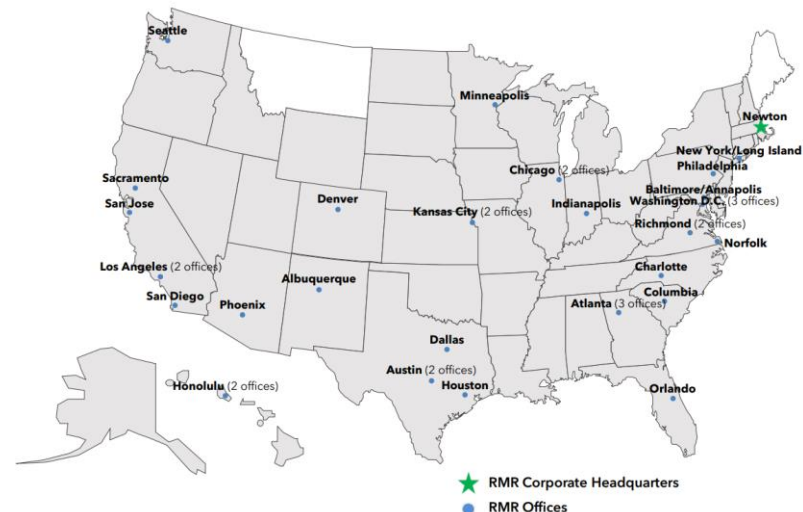 Seattle
Minneapolis
Newton
New York/Long Island
Philadelphia
Chicago (2 offices)
Sacramento
Baltimore/Annapolis
Denver
San Jose
Indianapolis
Washington D.C. (3 offices)
Kansas City (2 offices)
Richmond (2 offices)
Norfolk
Los Angeles (2 offices)
Charlotte
Albuquerque
San Diego
Columbia
Phoenix
Atlanta (3 offices)
Dallas
Austin (2 offices)
Honolulu (2 offices)
Houston
Orlando
RMR Corporate Headquarters
RMR Offices